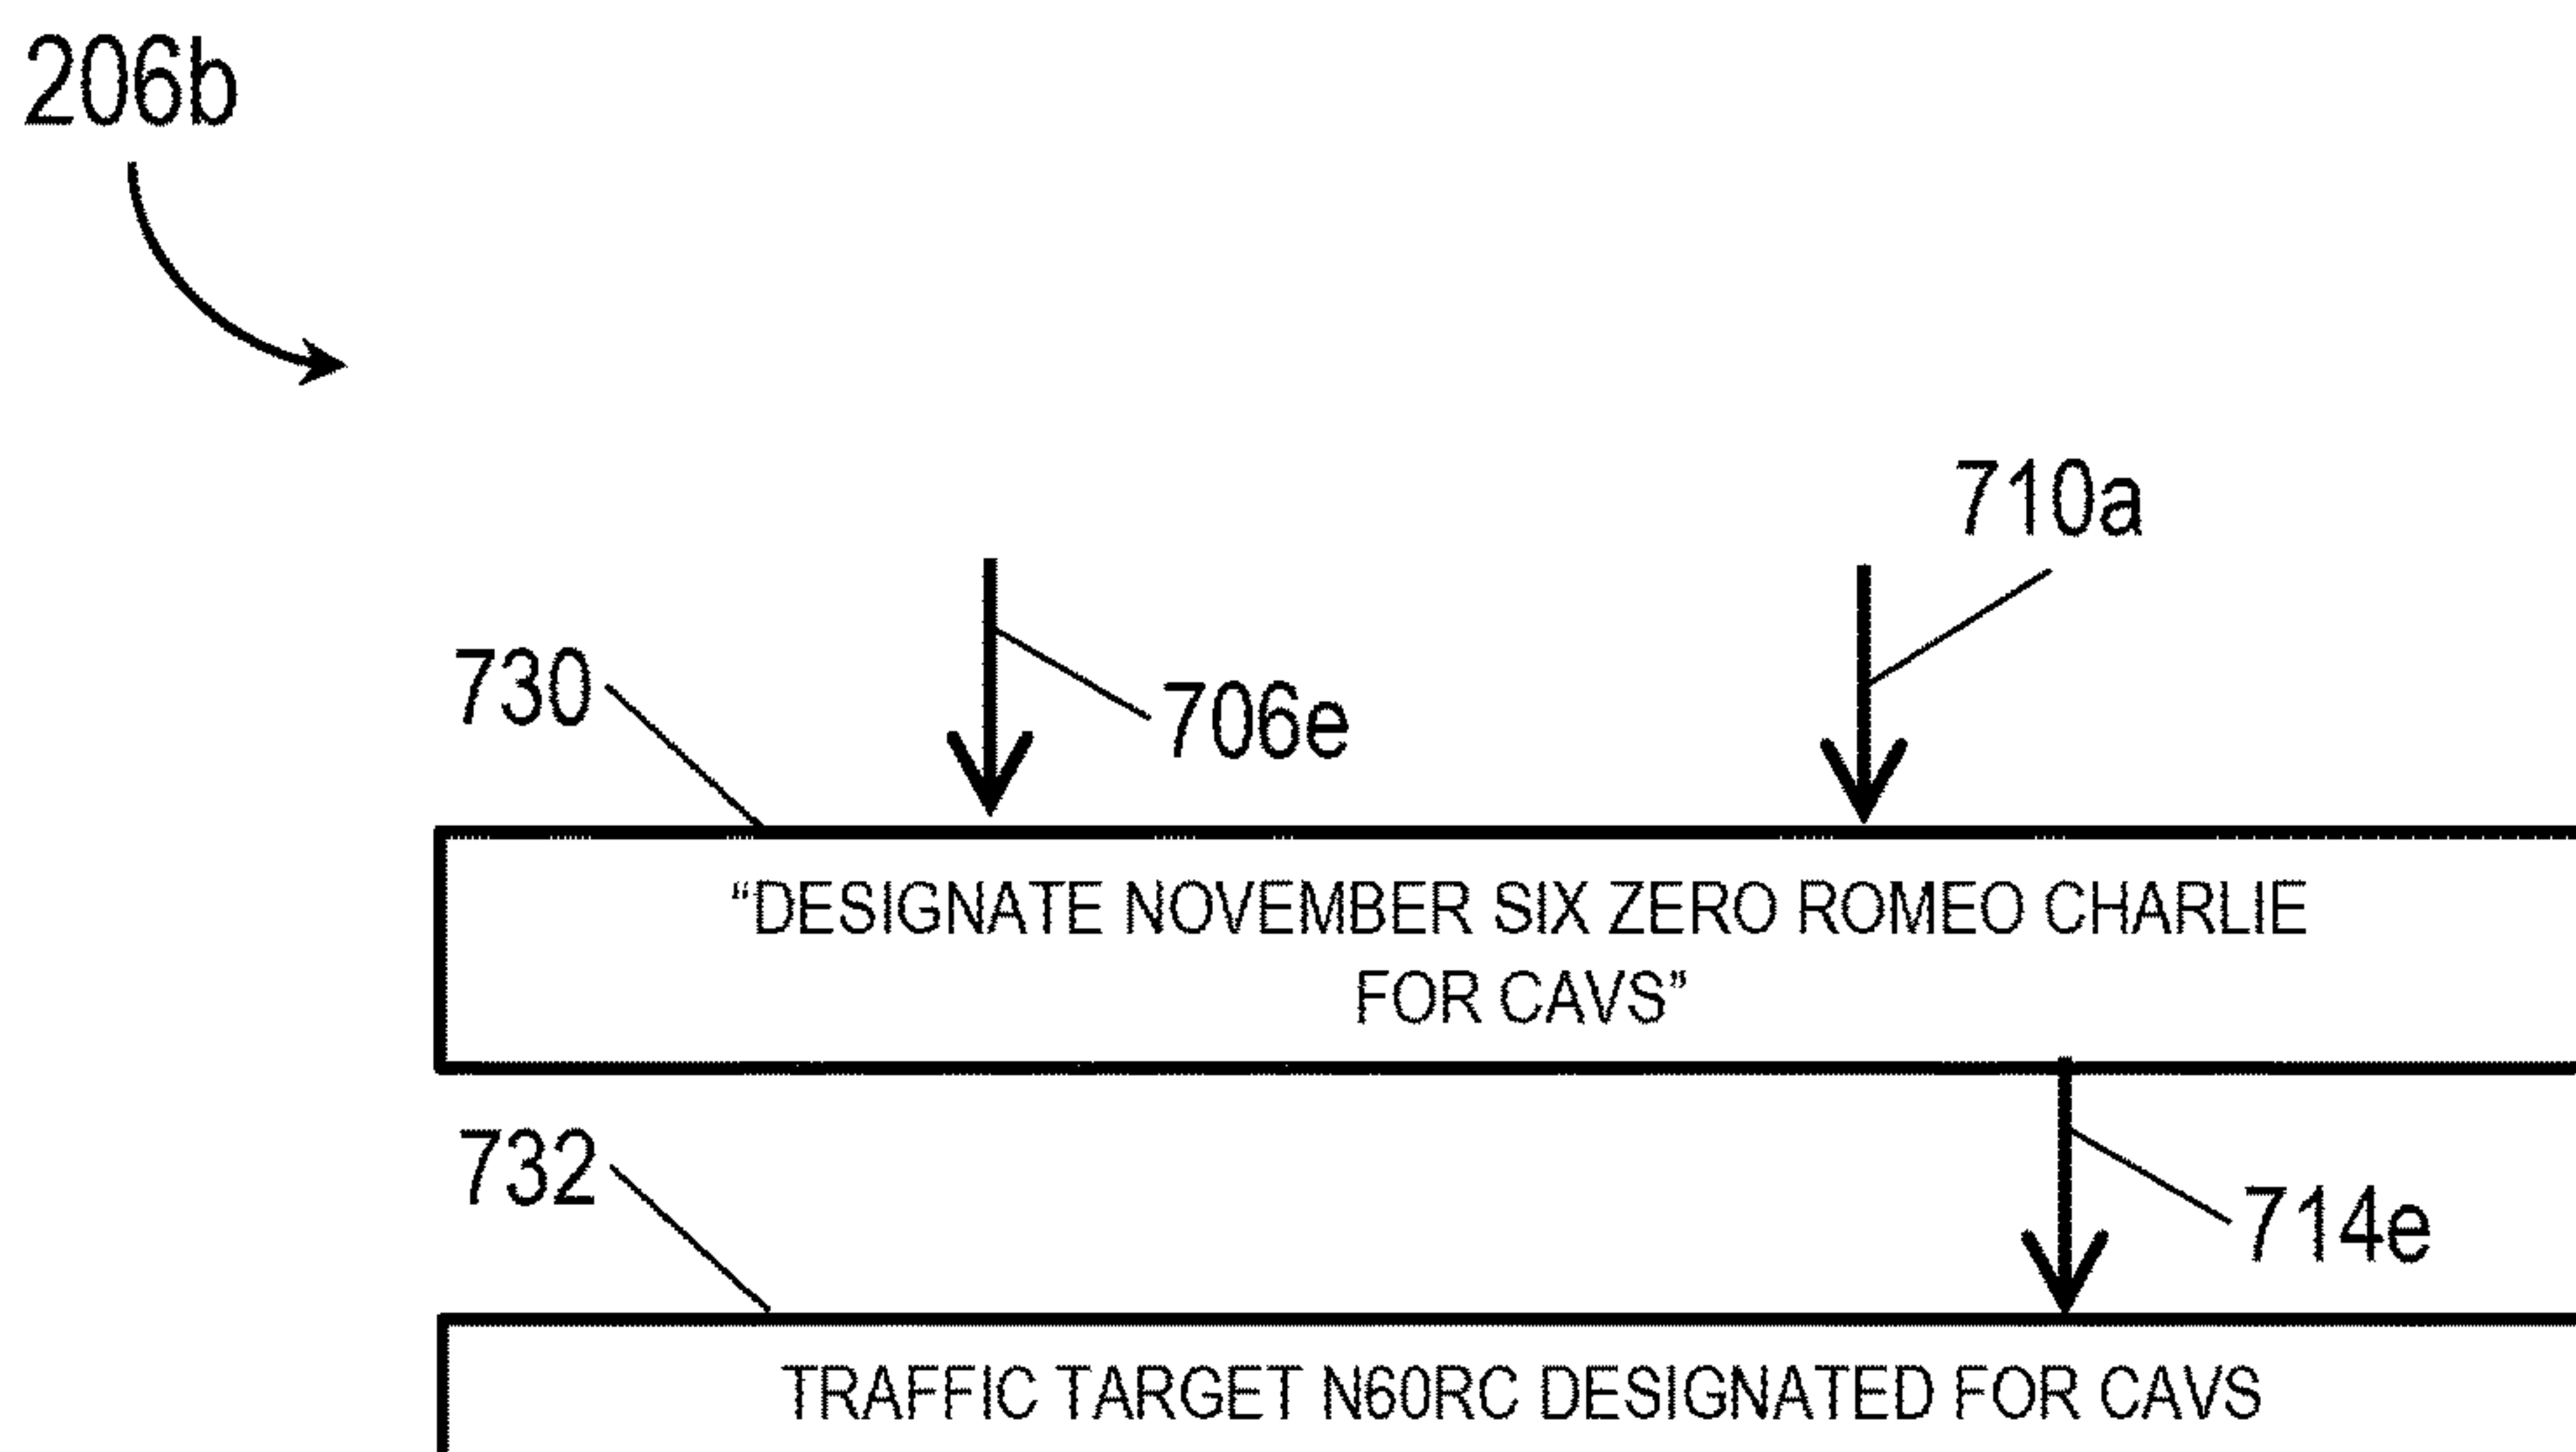 206b
710a
730
706e
“DESIGNATE NOVEMBER SIX ZERO ROMEO CHARLIE
FOR CAVS”
732
714e
TRAFFIC TARGET N60RC DESIGNATED FOR CAVS